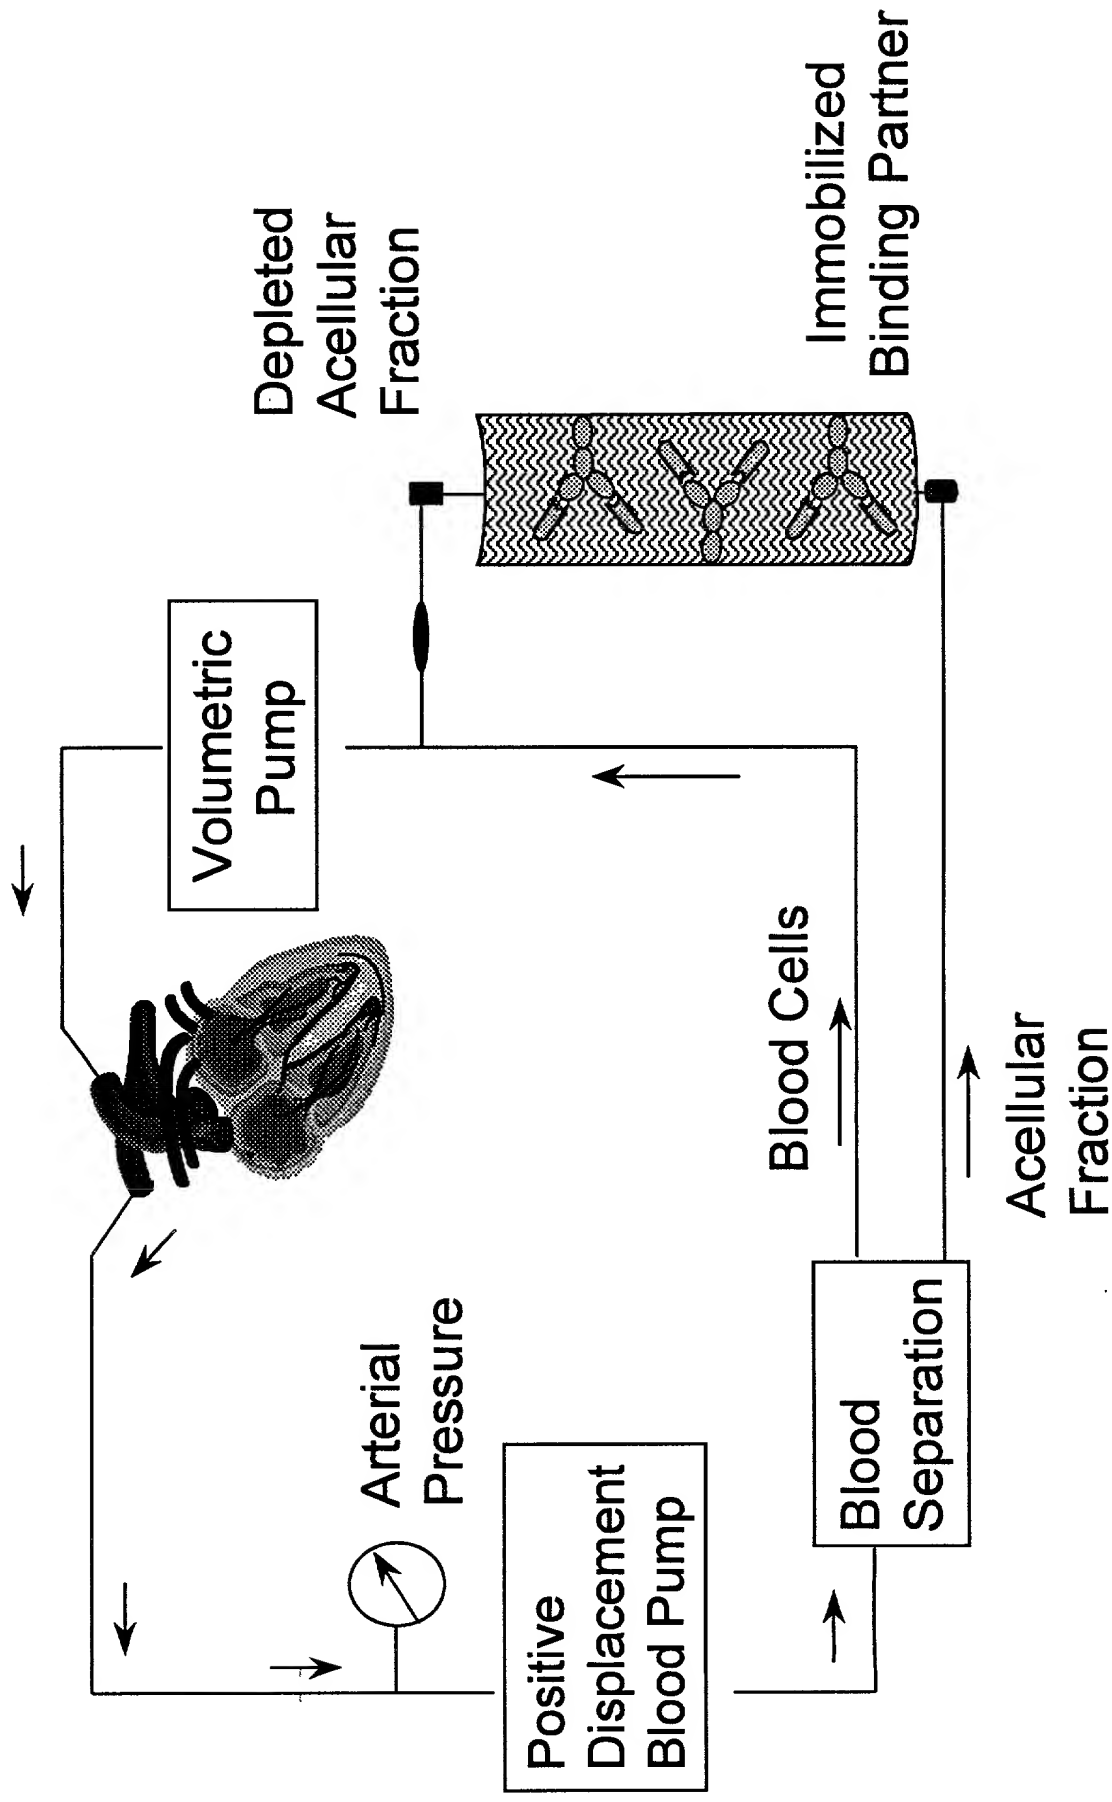 Arterial
Pressure
Positive
Displacement
Blood Pump
Blood
Separation
Blood Cells
Acellular
Fraction
Volumetric
Pump
Depleted
Acellular
Fraction
Immobilized
Binding Partner